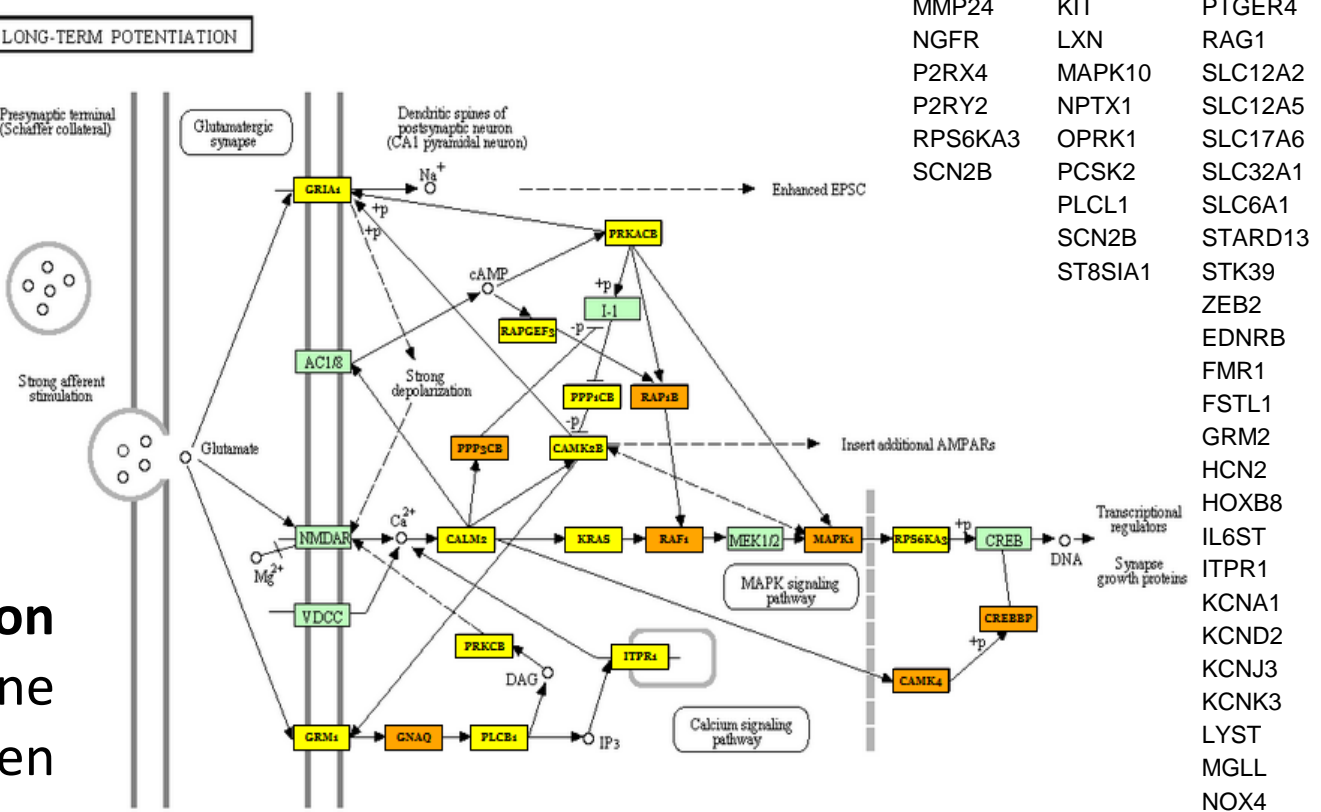 LONG-TERM POTENTIATION
Presynaptic terminal
(Schaffer collateral)
Glutamatergic
synapse
Dendritic spines of
postsynaptic neuron
(CA1 pyramidal neuron)
GRIA1
Na+
Enhanced EPSC
+p
+p
PRKACB
cAMP
+p
I-1
RAPGEF3
-p
AC1/8
Strong
depolarization
Strong afferent
stimulation
PPP1CB
RAP1B
-p
PPP3CB
CAMK2B
Insert additional AMPARs
Glutamate
Ca2+
NMDAR
CALM2
KRAS
RAF1
MEK1/2
MAPK1
RPS6KA3
+p
CREB
DNA
Transcriptional
regulators
Synapse
growth proteins
Mg2+
MAPK signaling
pathway
VDCC
CREBBP
+p
PRKCB
ITPR1
DAG
CAMK4
GRM1
GNAQ
PLCB1
IP3
Calcium signaling
pathway
on
ne
en
MMP24
NGFR
P2RX4
P2RY2
RPS6KA3
SCN2B
KIT
LXN
MAPK10
NPTX1
OPRK1
PCSK2
PLCL1
SCN2B
ST8SIA1
PTGER4
RAG1
SLC12A2
SLC12A5
SLC17A6
SLC32A1
SLC6A1
STARD13
STK39
ZEB2
EDNRB
FMR1
FSTL1
GRM2
HCN2
HOXB8
IL6ST
ITPR1
KCNA1
KCND2
KCNJ3
KCNK3
LYST
MGLL
NOX4